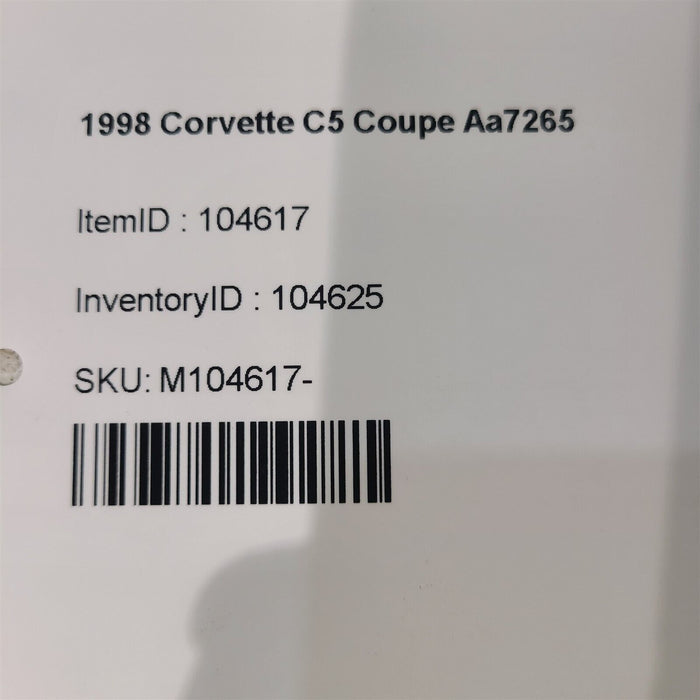 1998 Corvette C5 Coupe Aa7265
ItemID : 104617
InventoryID : 104625
SKU: M104617-